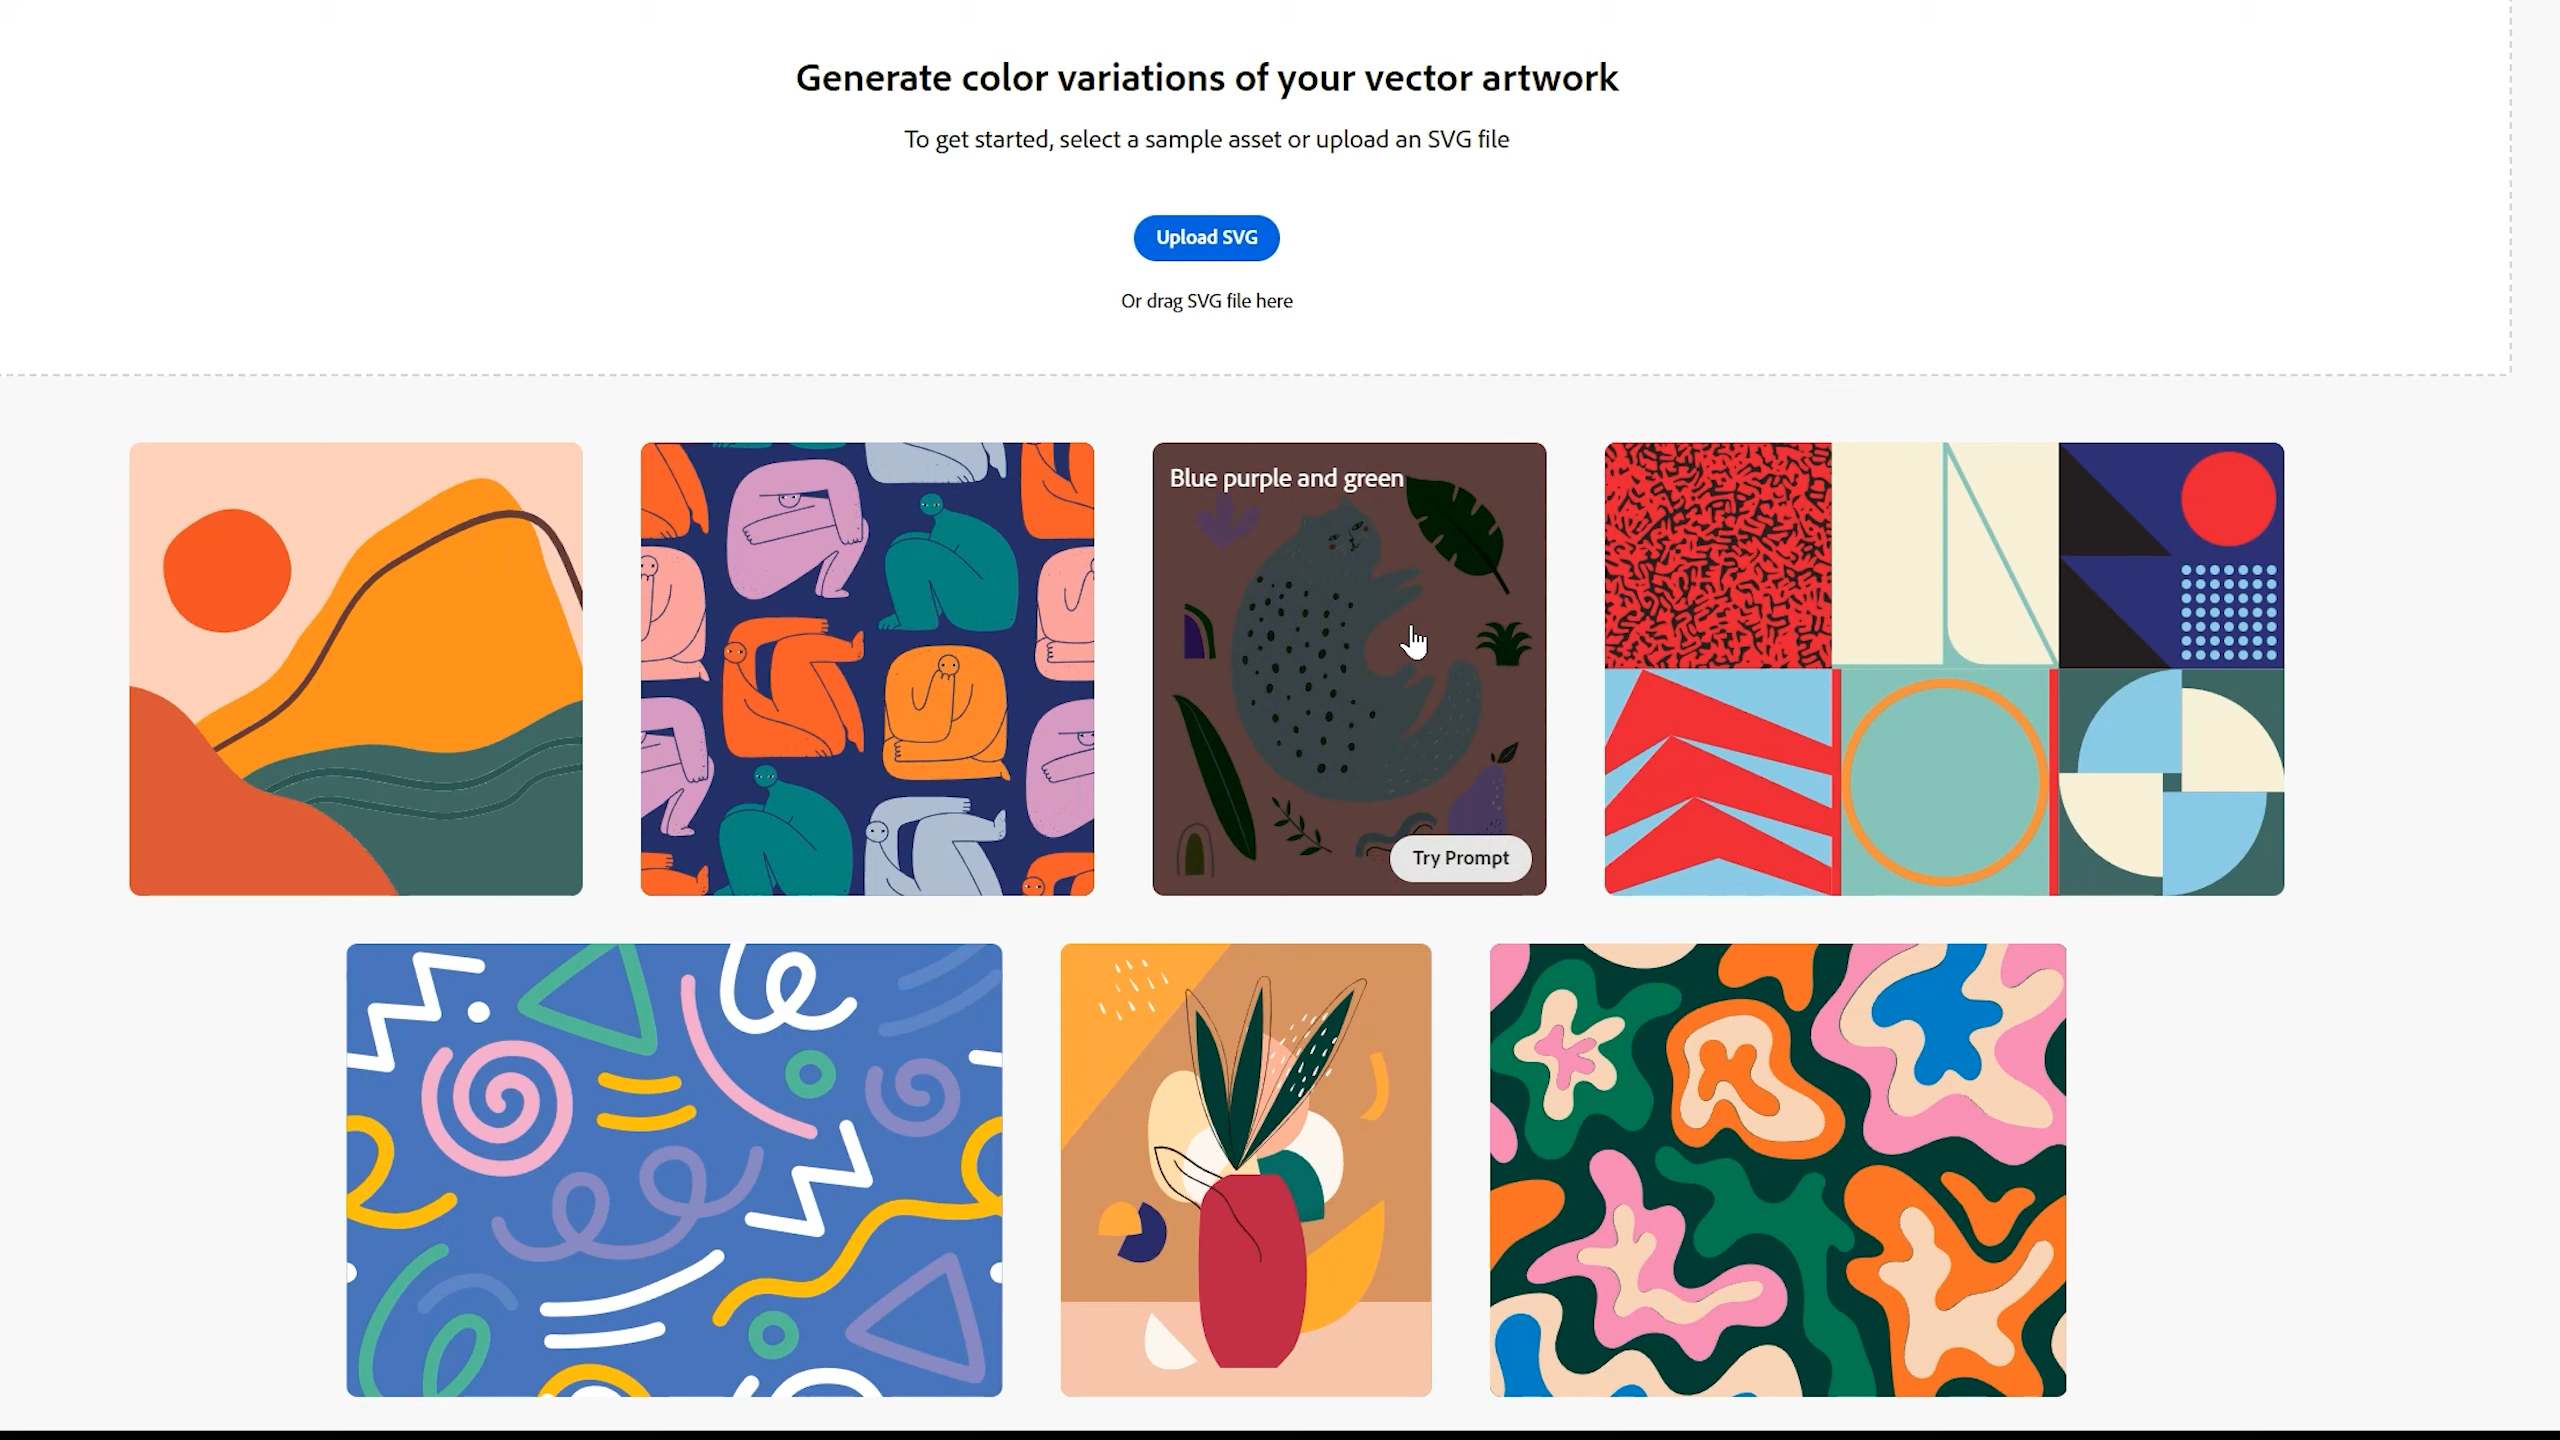 Generate color variations of your vector artwork
To get started, select a sample asset or upload an SVG file
Upload SVG
Or drag SVG file here
Blue purple and green
Try Prompt